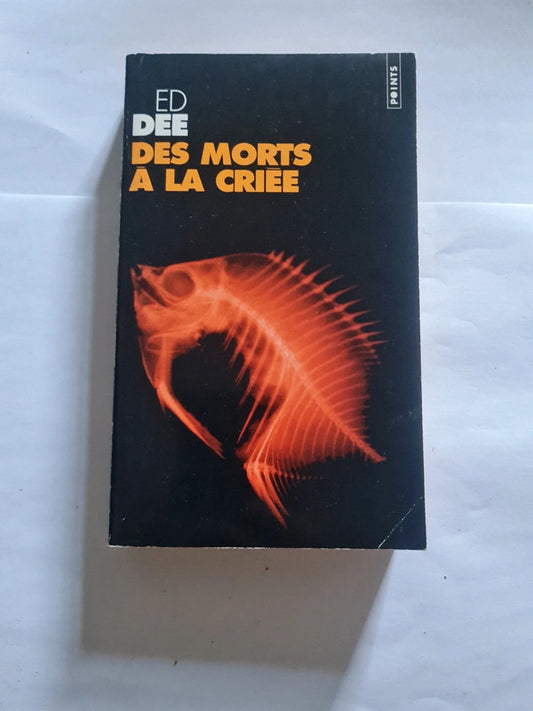 ED
DEE
DES MORTS
À LA CRIÉE
POINTS